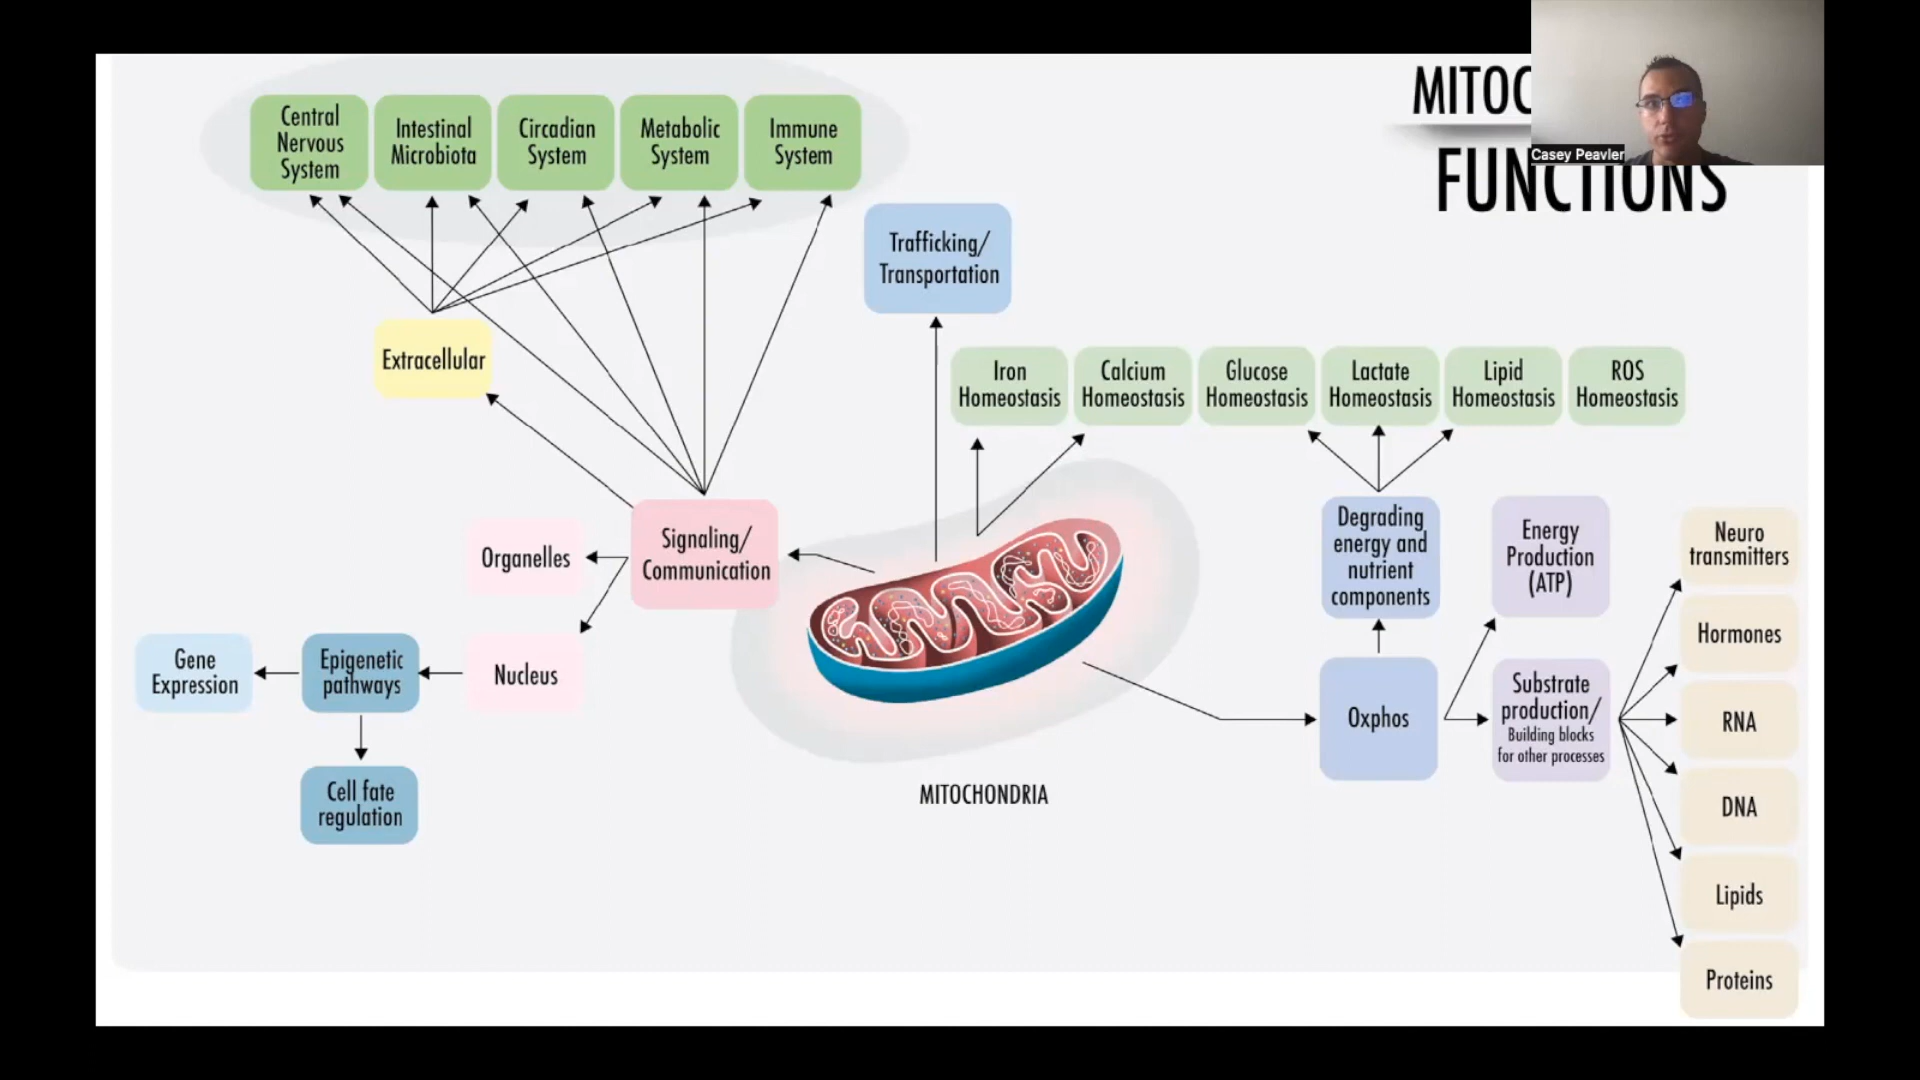 MITOC
FUNCTIONS
Casey Peavler
Central
Nervous
System
Intestinal
Microbiota
Circadian
System
Metabolic
System
Immune
System
Trafficking/
Transportation
Extracellular
Iron
Homeostasis
Calcium
Homeostasis
Glucose
Homeostasis
Lactate
Homeostasis
Lipid
Homeostasis
ROS
Homeostasis
Signaling/
Communication
Organelles
Nucleus
Epigenetic
pathways
Gene
Expression
Cell fate
regulation
MITOCHONDRIA
Degrading
energy and
nutrient
components
Oxphos
Energy
Production
(ATP)
Substrate
production/
Building blocks
for other processes
Neuro
transmitters
Hormones
RNA
DNA
Lipids
Proteins